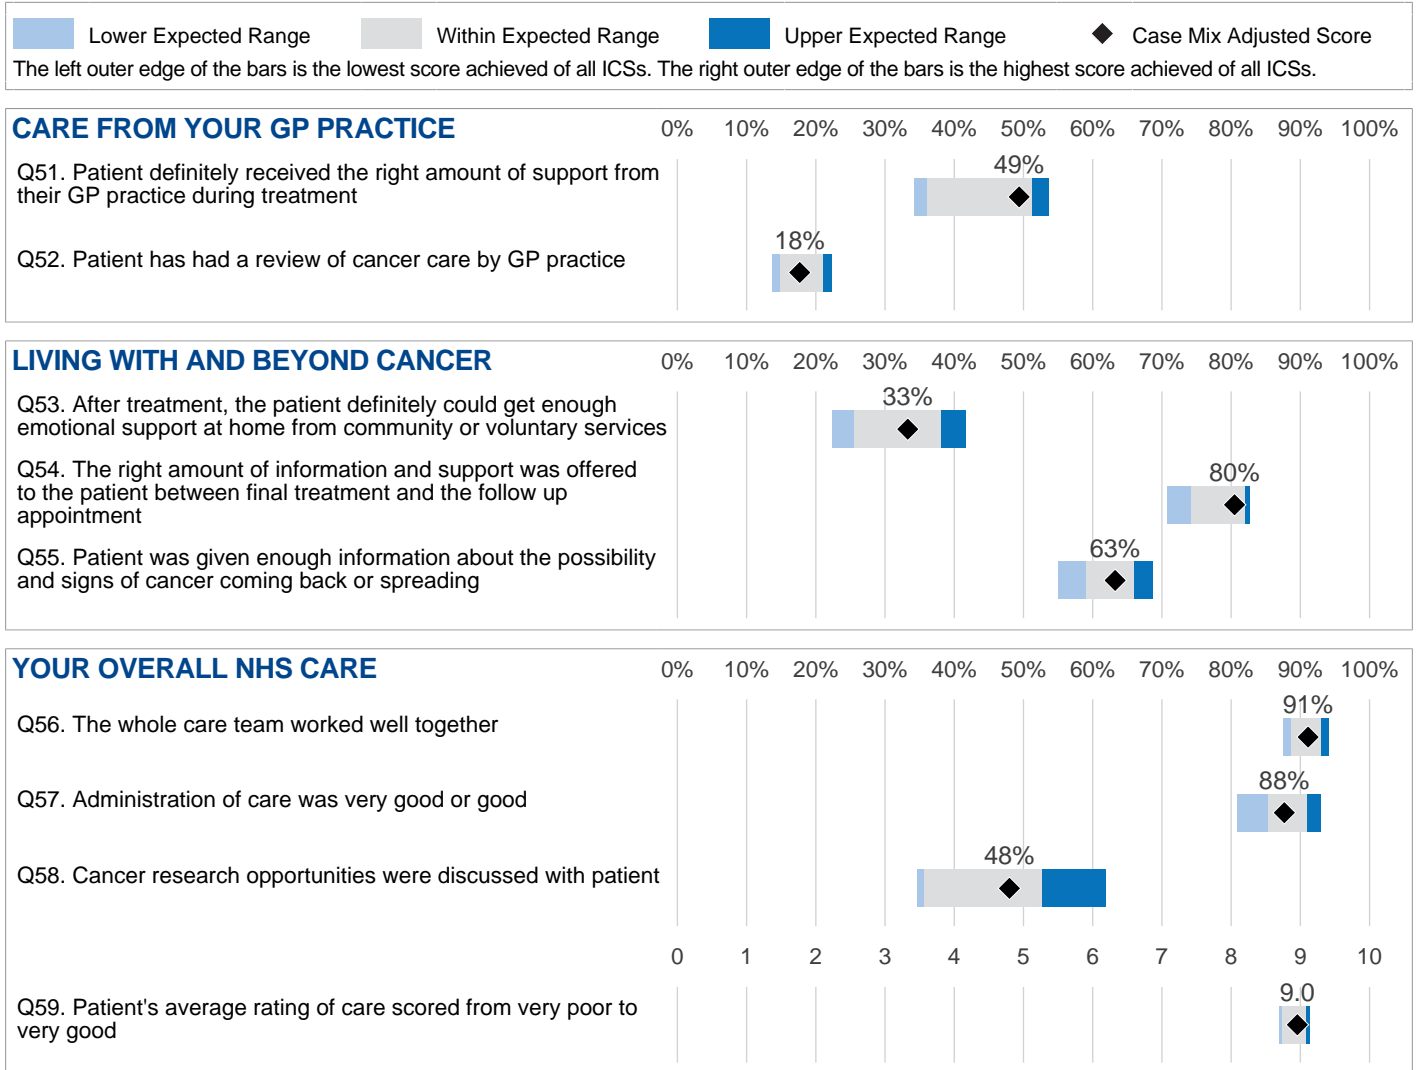 Lower Expected Range Within Expected Range Upper Expected Range Case Mix Adjusted Score
The left outer edge of the bars is the lowest score achieved of all ICSs. The right outer edge of the bars is the highest score achieved of all ICSs.
CARE FROM YOUR GP PRACTICE 0% 10% 20% 30% 40% 50% 60% 70% 80% 90% 100%
49%
Q51. Patient definitely received the right amount of support from
their GP practice during treatment
18%
Q52. Patient has had a review of cancer care by GP practice
LIVING WITH AND BEYOND CANCER 0% 10% 20% 30% 40% 50% 60% 70% 80% 90% 100%
33%
Q53. After treatment, the patient definitely could get enough
emotional support at home from community or voluntary services
80%
Q54. The right amount of information and support was offered
to the patient between final treatment and the follow up
appointment
63%
Q55. Patient was given enough information about the possibility
and signs of cancer coming back or spreading
YOUR OVERALL NHS CARE 0% 10% 20% 30% 40% 50% 60% 70% 80% 90% 100%
91%
Q56. The whole care team worked well together
88%
Q57. Administration of care was very good or good
48%
Q58. Cancer research opportunities were discussed with patient
0 1 2 3 4 5 6 7 8 9 10
9.0
Q59. Patient's average rating of care scored from very poor to
very good